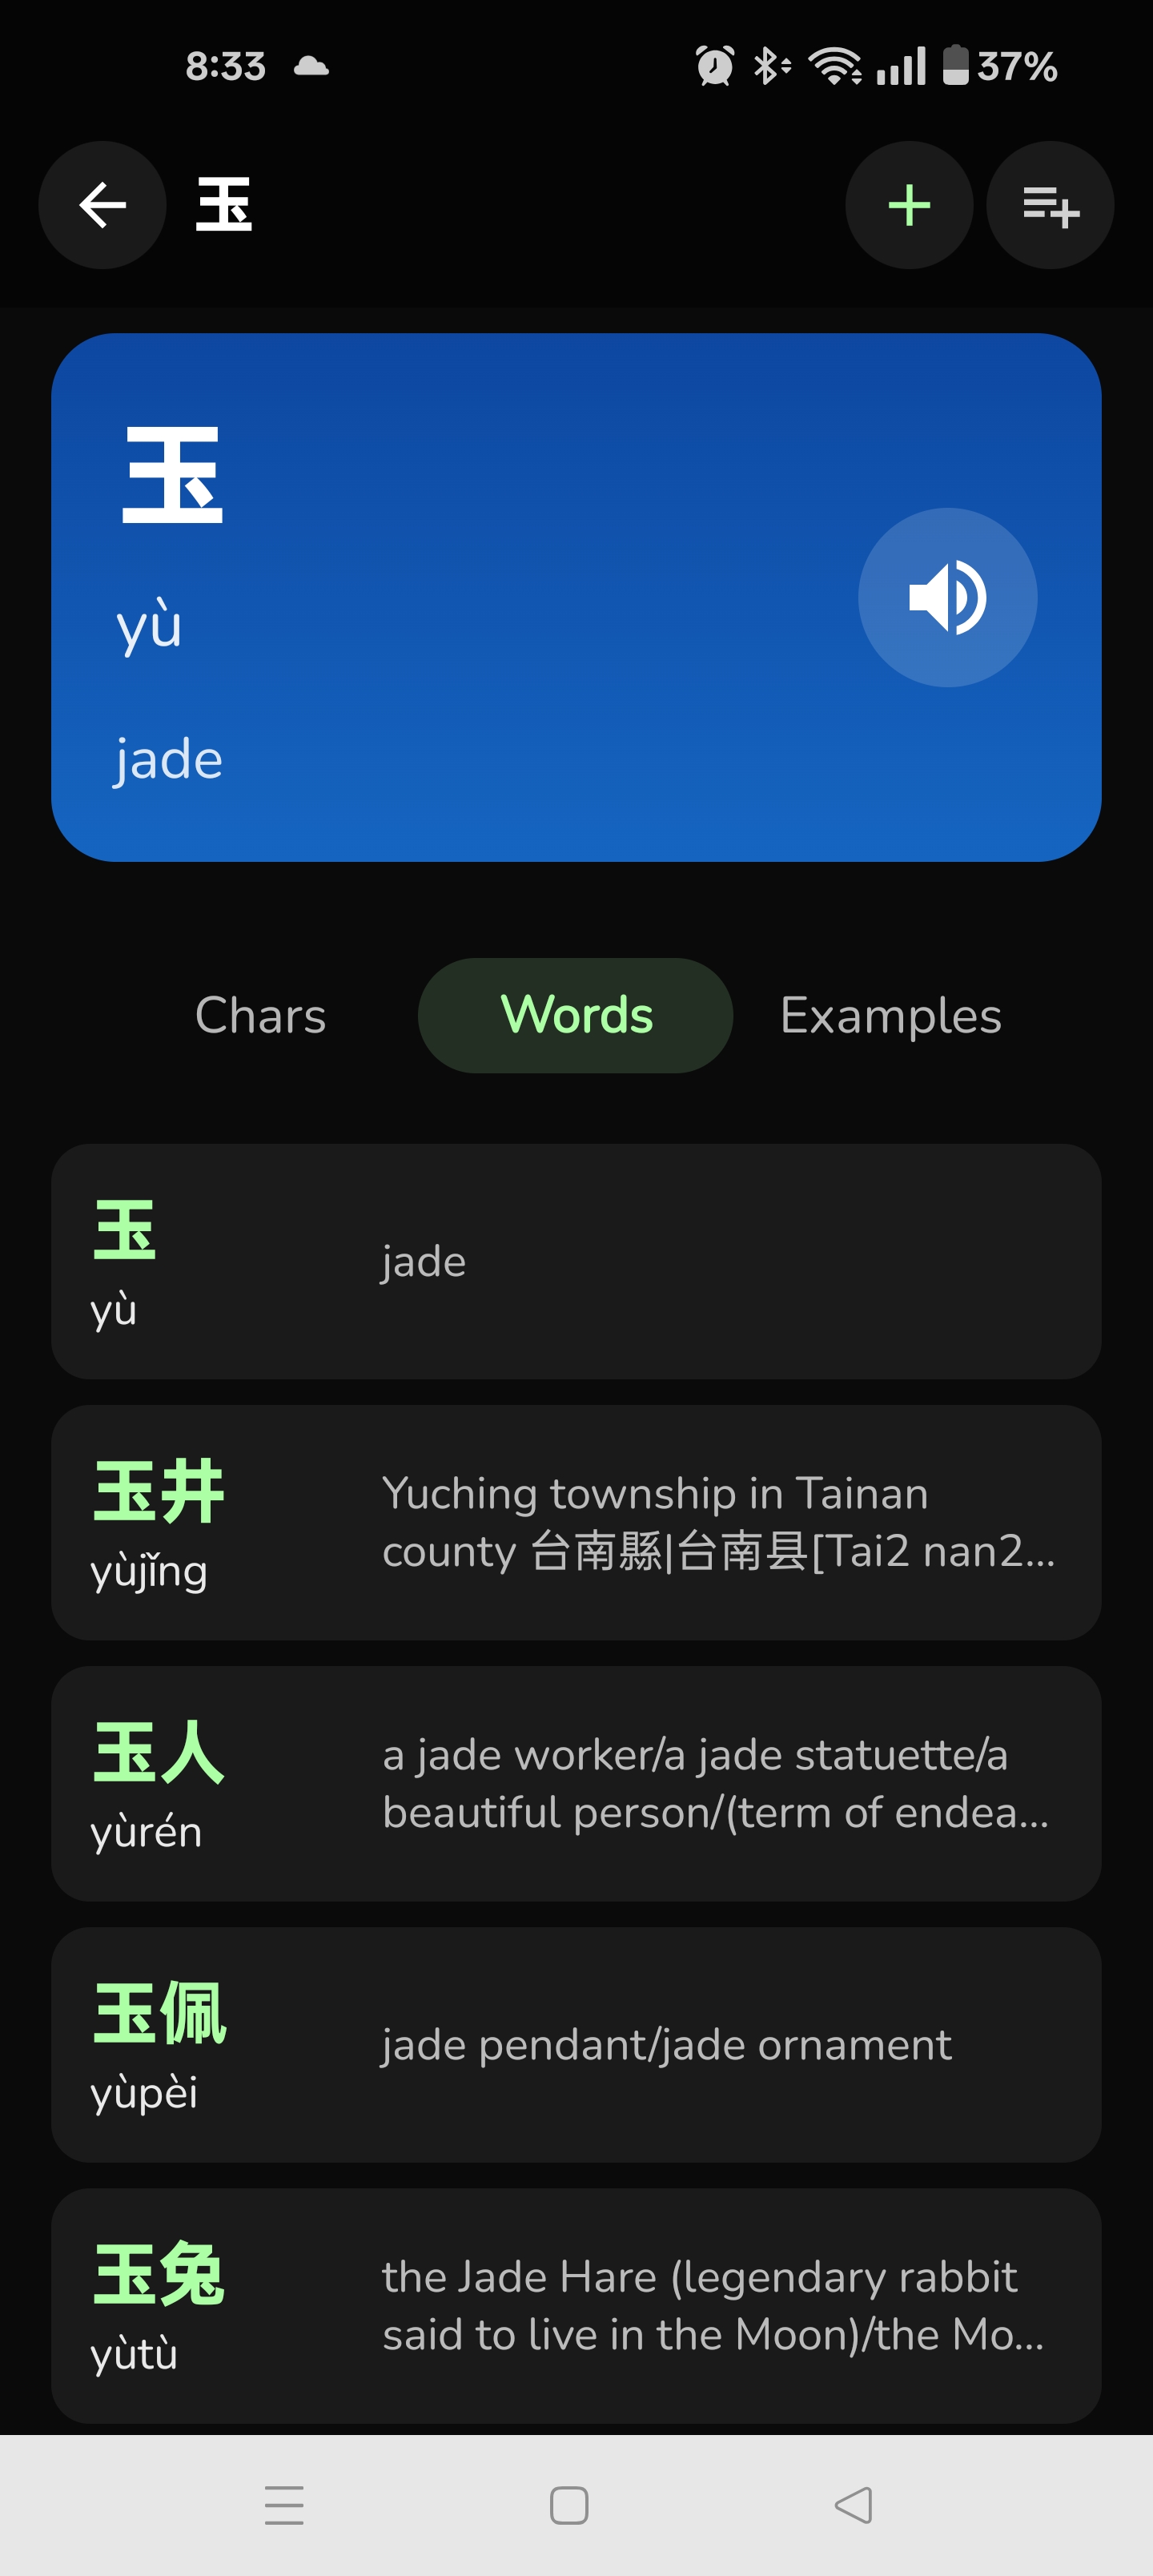 8:33
37%
玉
玉
yù
jade
Chars
Words
Examples
玉
yù
jade
玉井
yùjǐng
Yuching township in Tainan
county 台南縣|台南县[Tai2 nan2...
玉人
yùrén
a jade worker/a jade statuette/a
beautiful person/(term of endea...
玉佩
yùpèi
jade pendant/jade ornament
玉兔
yùtù
the Jade Hare (legendary rabbit
said to live in the Moon)/the Mo...